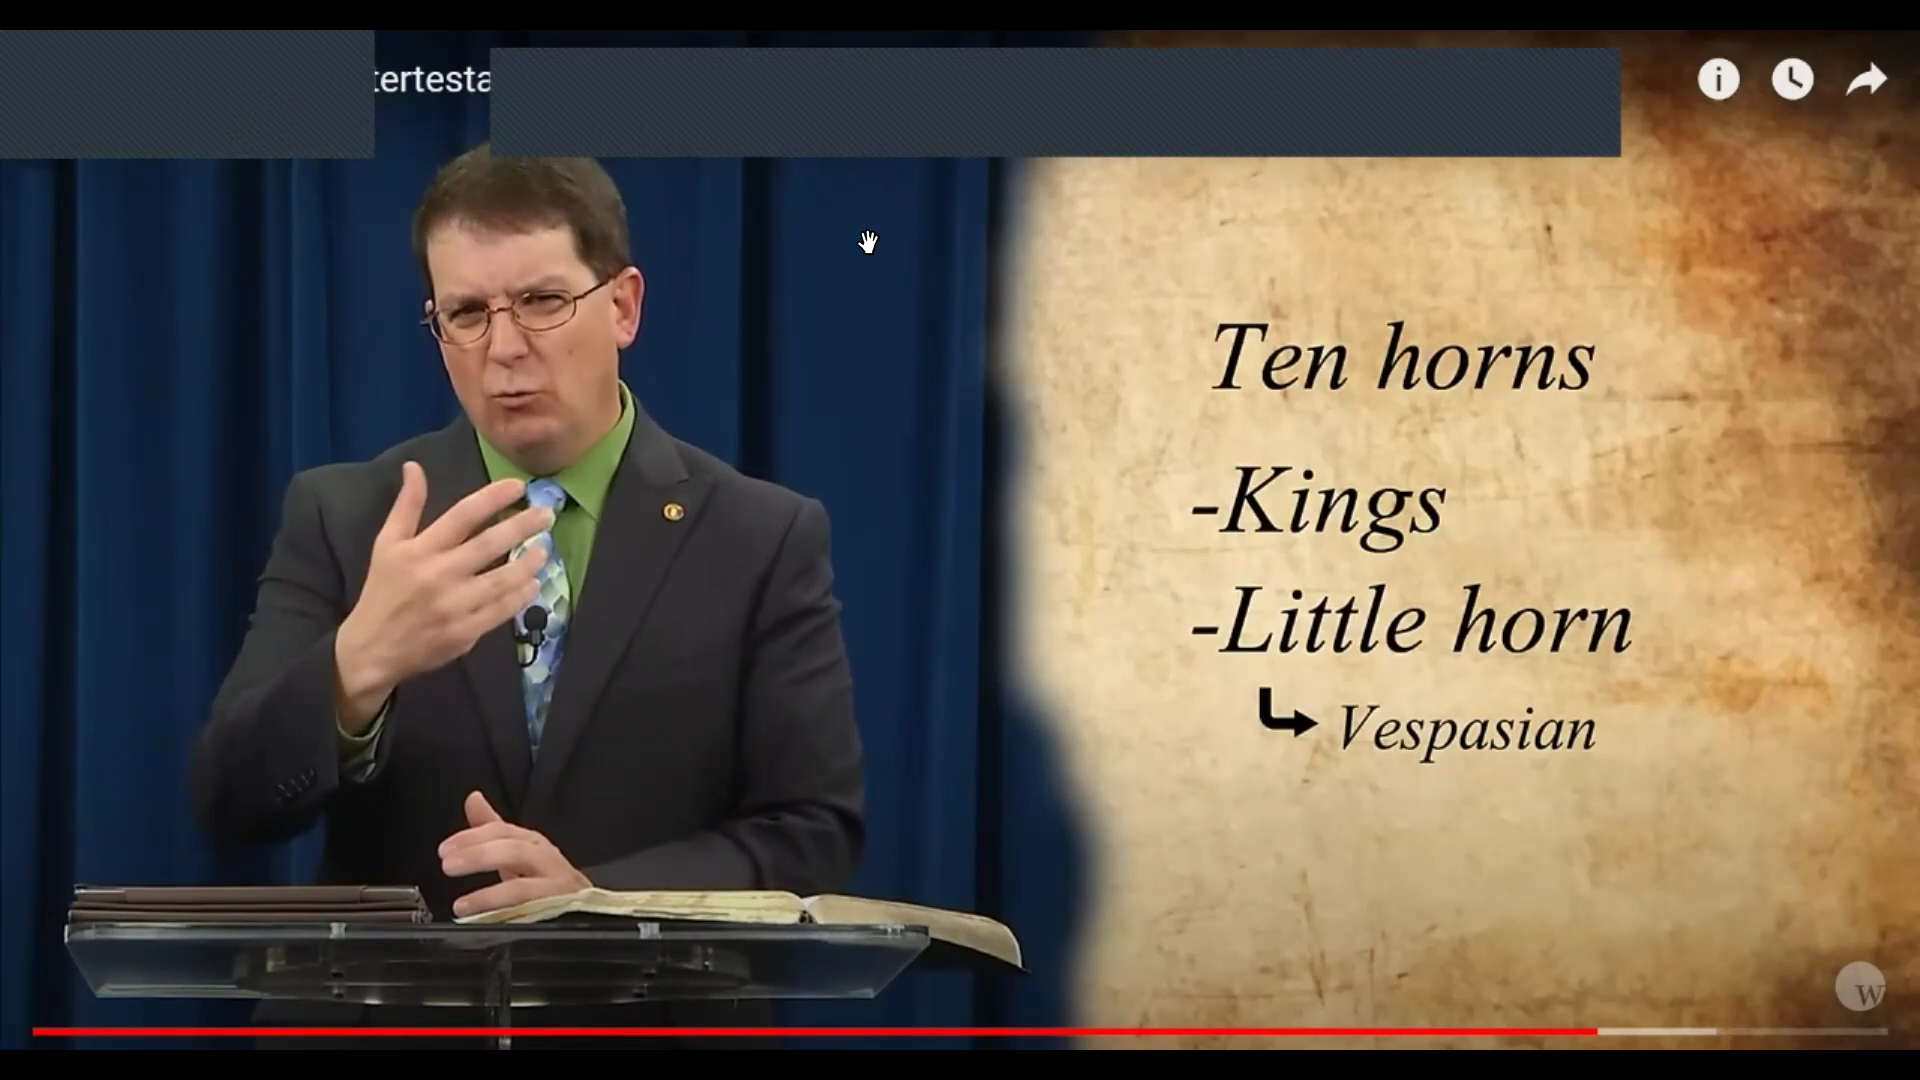 tertesta
Ten horns
-Kings
-Little horn
Vespasian
W